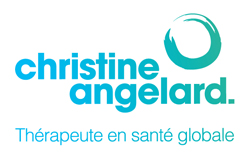 christine
angelard.
Thérapeute en santé globale